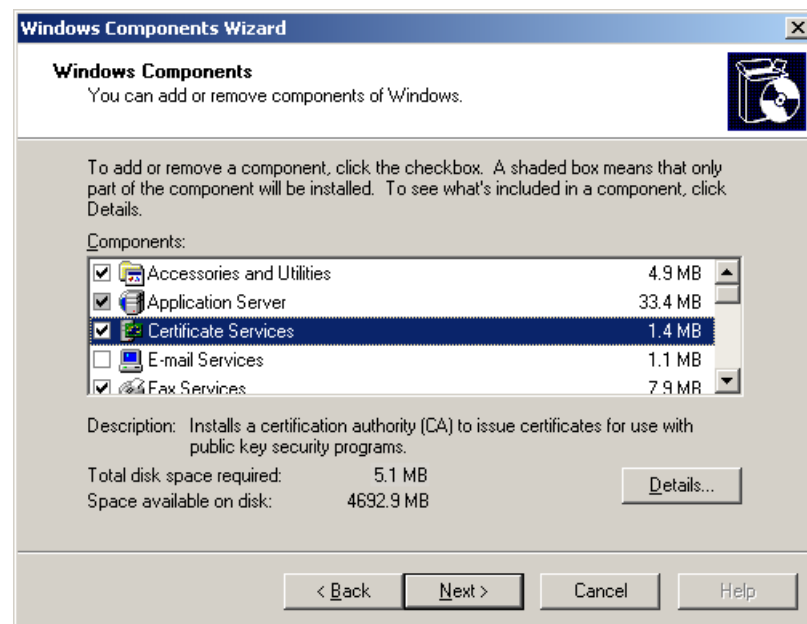 Windows Components Wizard
Windows Components
You can add or remove components of Windows.
To add or remove a component, click the checkbox. A shaded box means that only
part of the component will be installed. To see what's included in a component, click
Details.
Components:
Accessories and Utilities 4.9 MB
Application Server 33.4 MB
Certificate Services 1.4 MB
E-mail Services 1.1 MB
Fax Services 7.9 MB
Description: Installs a certification authority (CA) to issue certificates for use with
public key security programs.
Total disk space required: 5.1 MB
Space available on disk: 4692.9 MB
Details...
< Back Next > Cancel Help